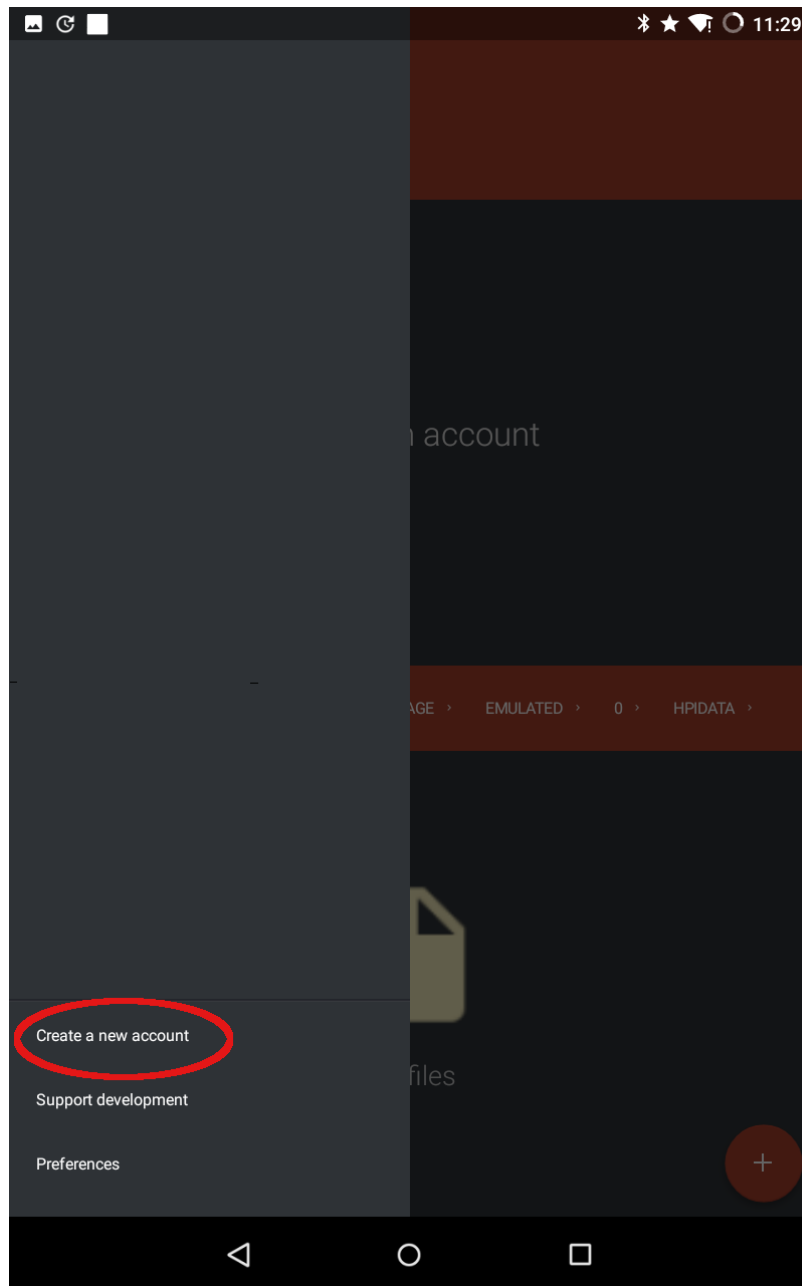 11:29
account
AGE › EMULATED › 0 › HPIDATA ›
Create a new account
files
Support development
Preferences